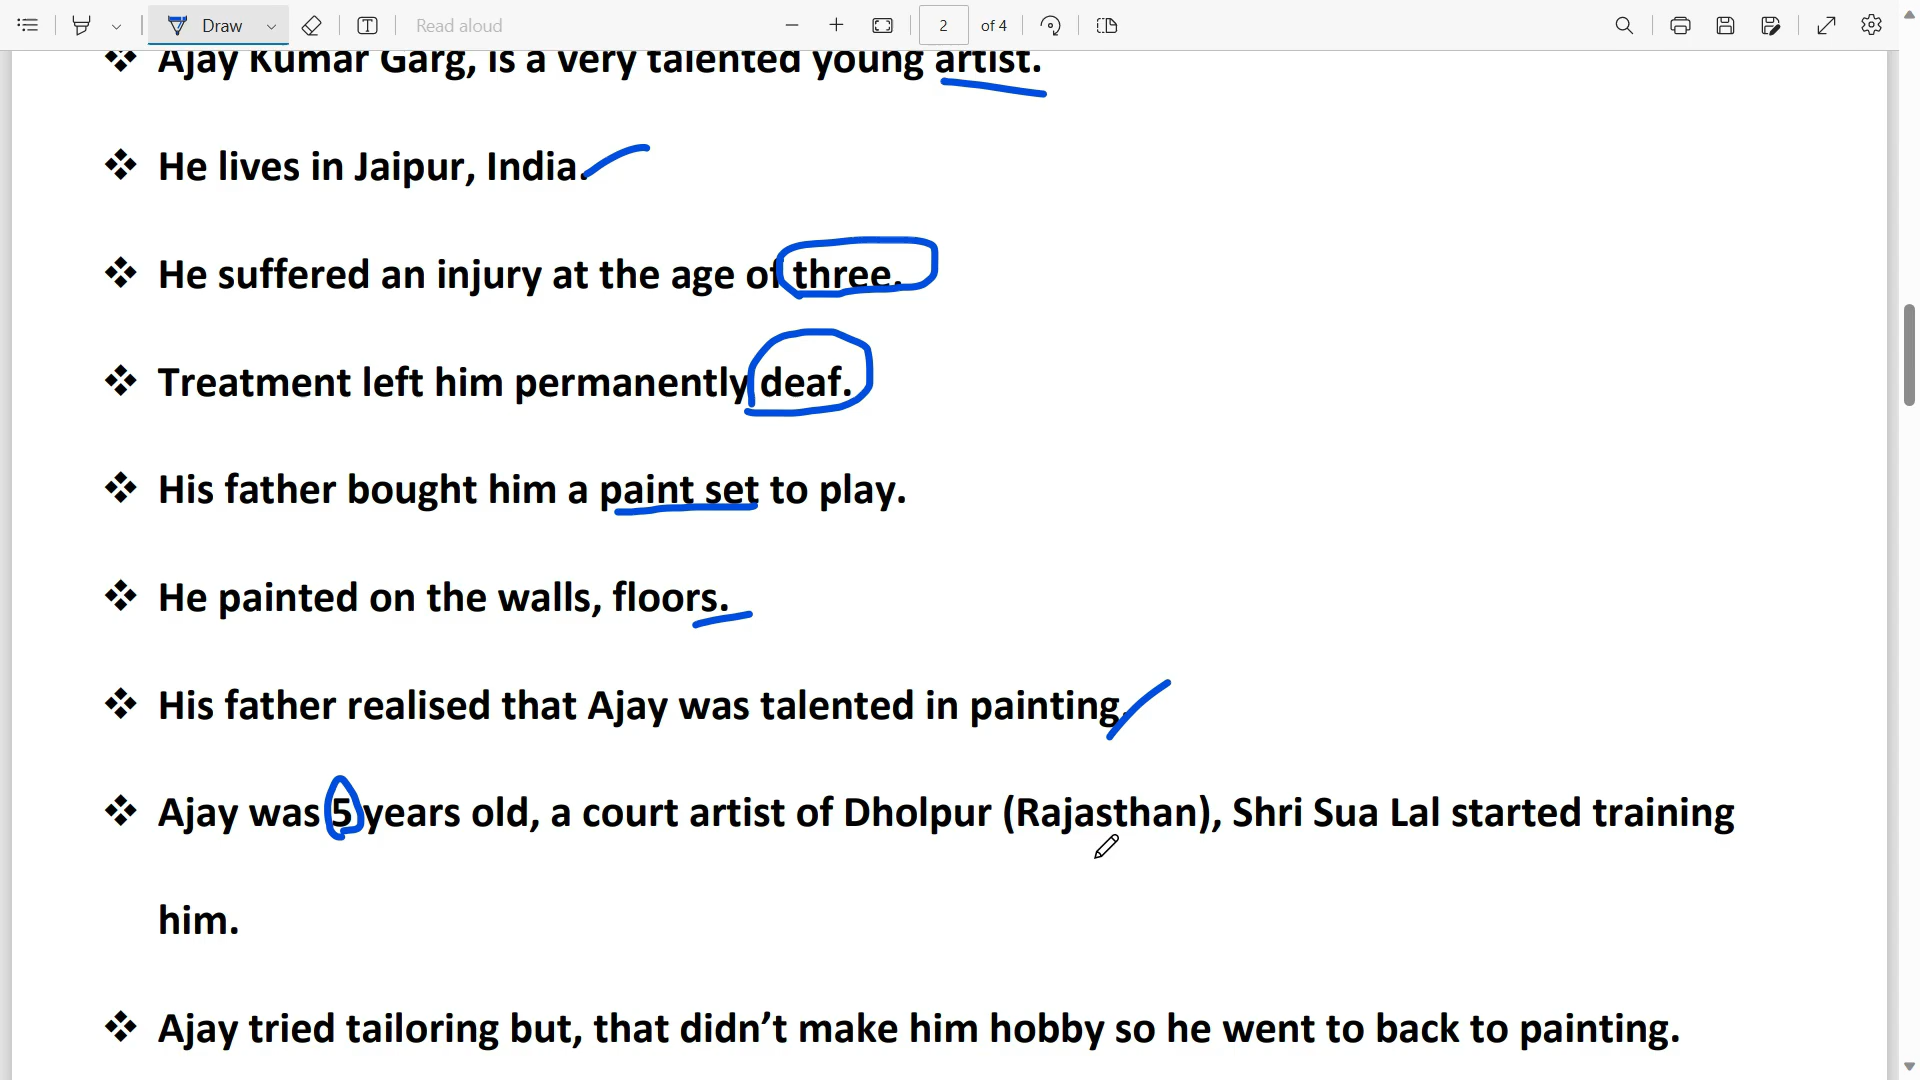 Draw
Read aloud
2 of 4
Ajay Kumar Garg, is a very talented young artist.
He lives in Jaipur, India.
He suffered an injury at the age of three.
Treatment left him permanently deaf.
His father bought him a paint set to play.
He painted on the walls, floors.
His father realised that Ajay was talented in painting.
Ajay was 5 years old, a court artist of Dholpur (Rajasthan), Shri Sua Lal started training
him.
Ajay tried tailoring but, that didn’t make him hobby so he went to back to painting.